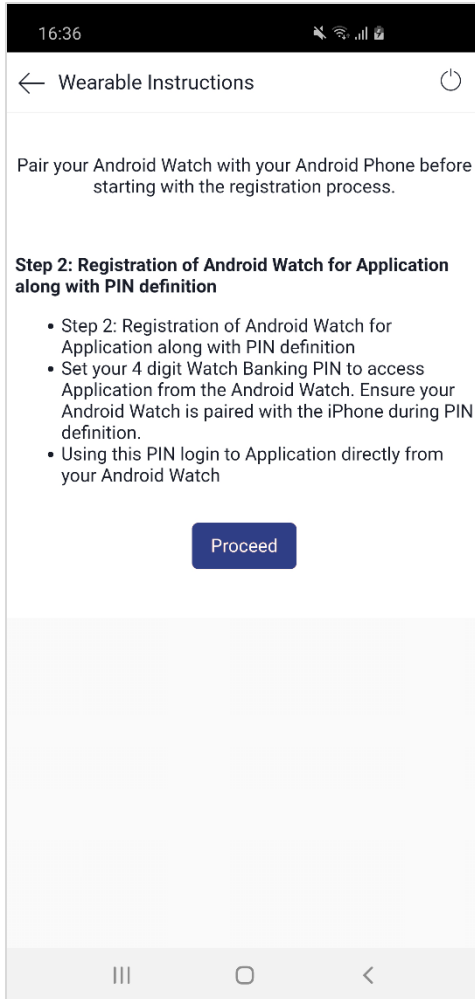 16:36
Wearable Instructions
Pair your Android Watch with your Android Phone before
starting with the registration process.
Step 2: Registration of Android Watch for Application
along with PIN definition
• Step 2: Registration of Android Watch for
Application along with PIN definition
• Set your 4 digit Watch Banking PIN to access
Application from the Android Watch. Ensure your
Android Watch is paired with the iPhone during PIN
definition.
• Using this PIN login to Application directly from
your Android Watch
Proceed